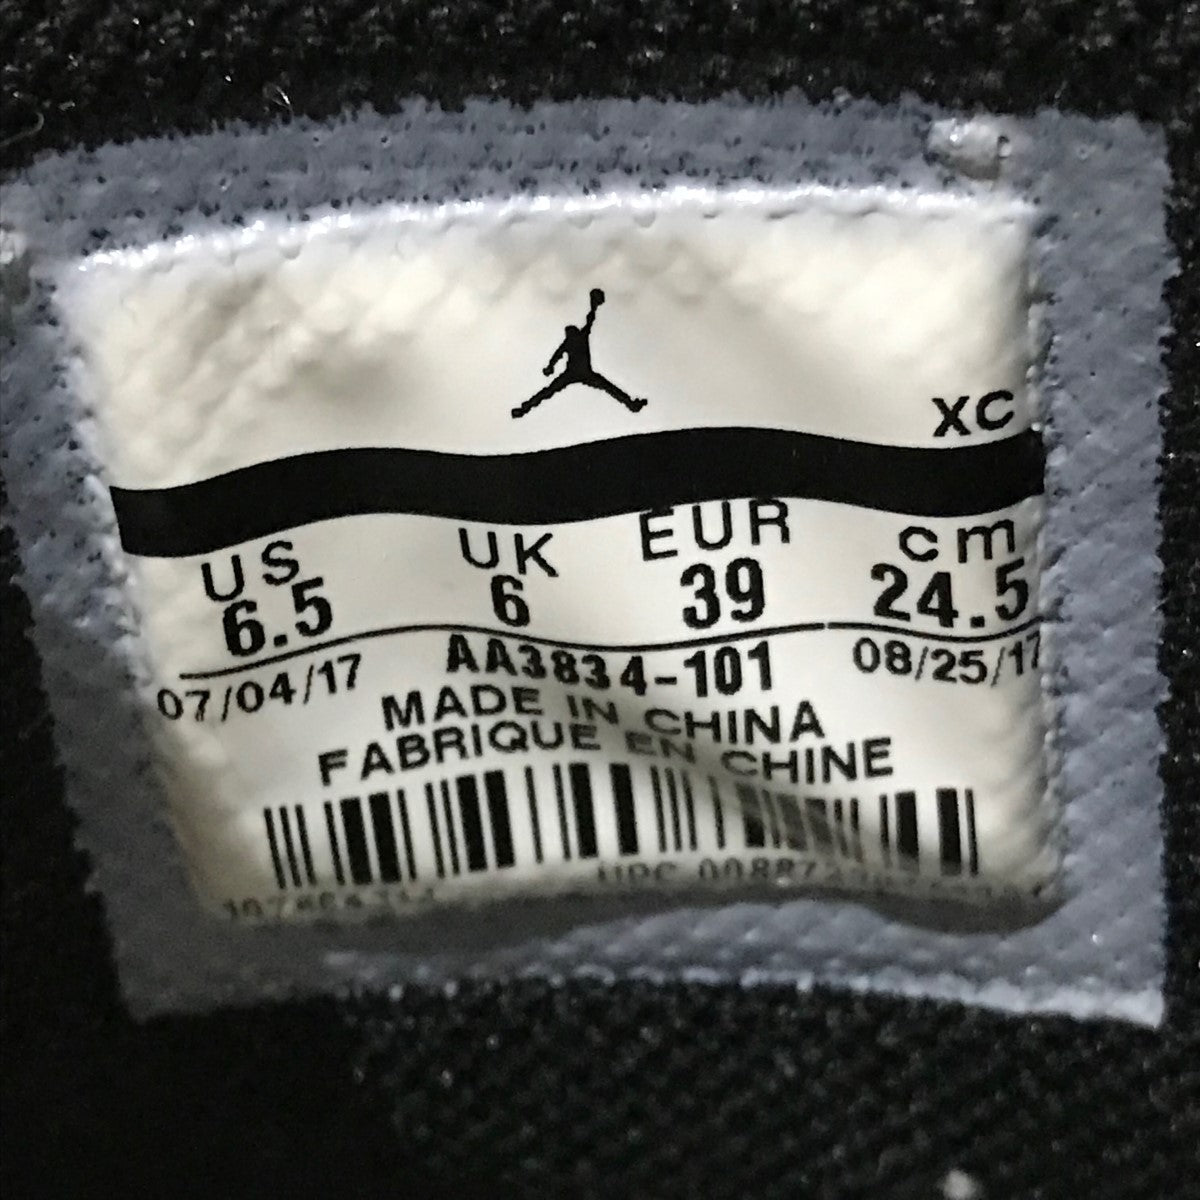 XC
US UK EUR cm
6.5 6 39 24.5
07/04/17 AA3834-101 08/25/17
MADE IN CHINA
FABRIQUE EN CHINE
UPC